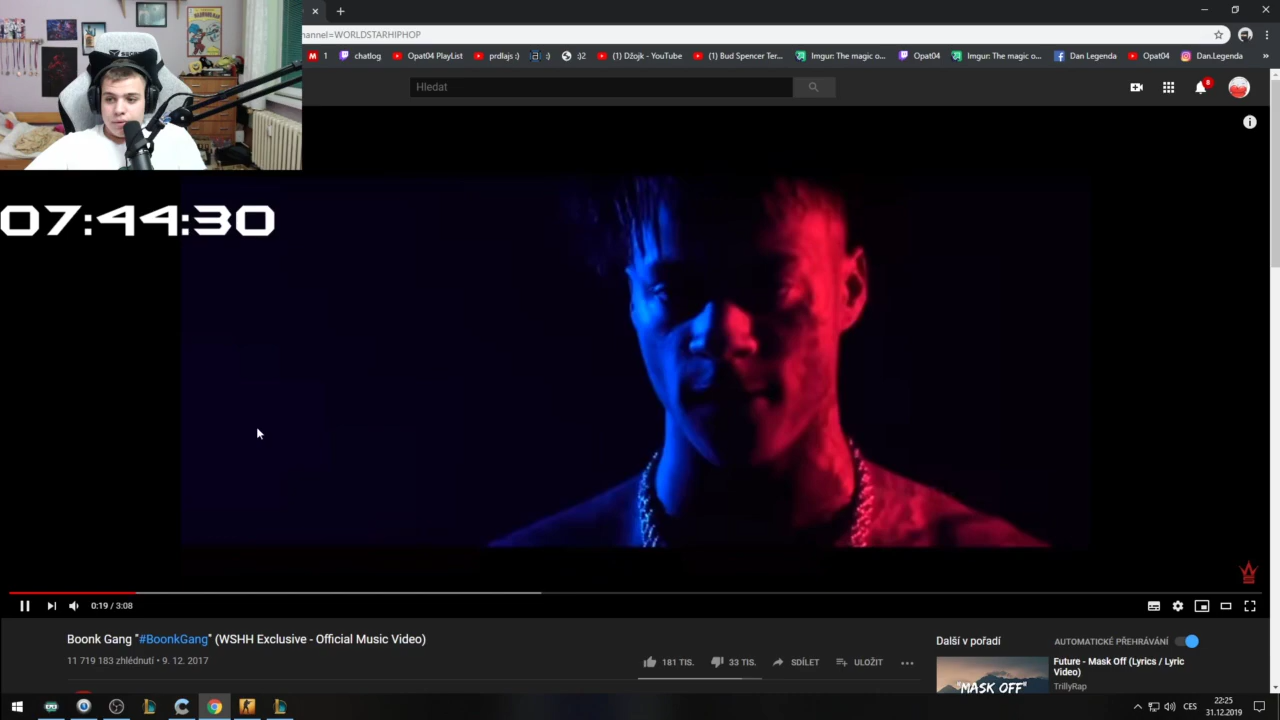 hannel=WORLDSTARHIPHOP
1
chatlog
Opat04 PlayList
prdlajs :)
:)
:)2
(1) Džojk - YouTube
(1) Bud Spencer Ter...
Imgur: The magic o...
Opat04
Imgur: The magic o...
Dan Legenda
Opat04
Dan.Legenda
»
Hledat
8
07:44:30
0:19 / 3:08
Boonk Gang "#BoonkGang" (WSHH Exclusive - Official Music Video)
11 719 183 zhlédnutí • 9. 12. 2017
181 TIS.
33 TIS.
SDÍLET
ULOŽIT
Další v pořadí
AUTOMATICKÉ PŘEHRÁVÁNÍ
"MASK OFF"
Future - Mask Off (Lyrics / Lyric
Video)
TrillyRap
CES
22:25
31.12.2019